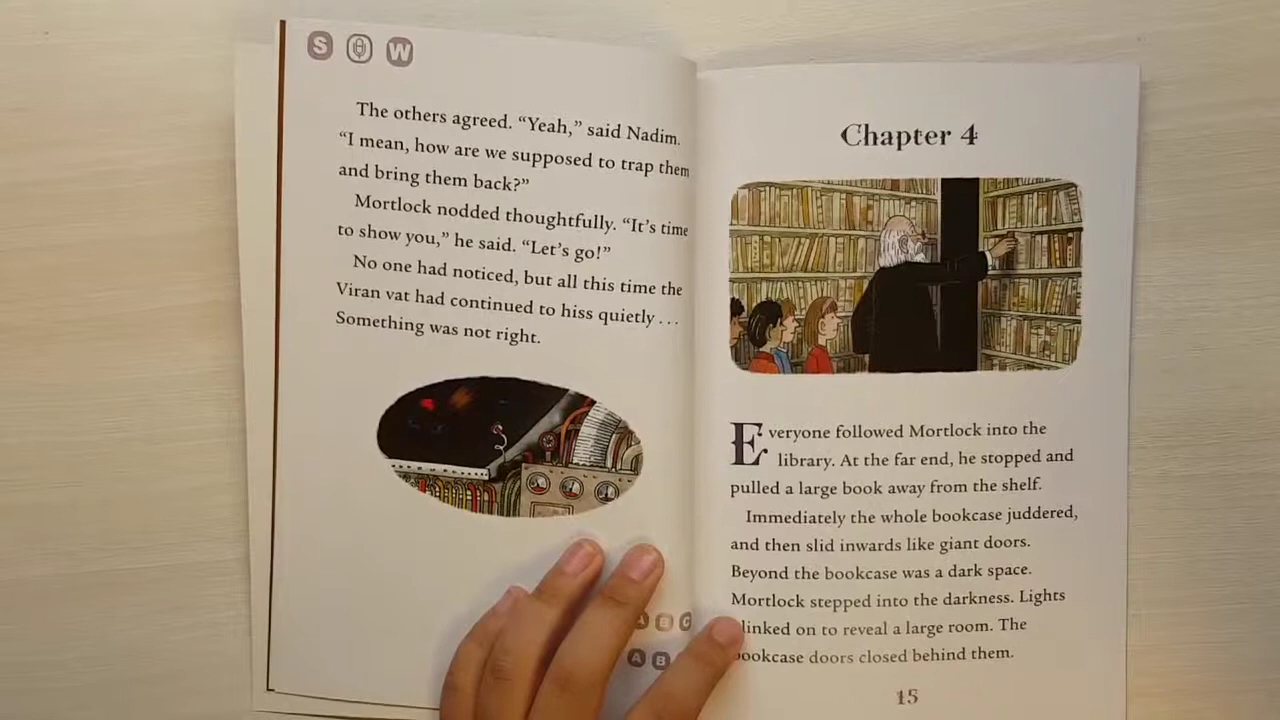 S W
The others agreed. “Yeah,” said Nadim.
“I mean, how are we supposed to trap them
and bring them back?”
Mortlock nodded thoughtfully. “It’s time
to show you,” he said. “Let’s go!”
No one had noticed, but all this time the
Viran vat had continued to hiss quietly . . .
Something was not right.
A B C
A B
Chapter 4
Everyone followed Mortlock into the
library. At the far end, he stopped and
pulled a large book away from the shelf.
Immediately the whole bookcase juddered,
and then slid inwards like giant doors.
Beyond the bookcase was a dark space.
Mortlock stepped into the darkness. Lights
linked on to reveal a large room. The
bookcase doors closed behind them.
15